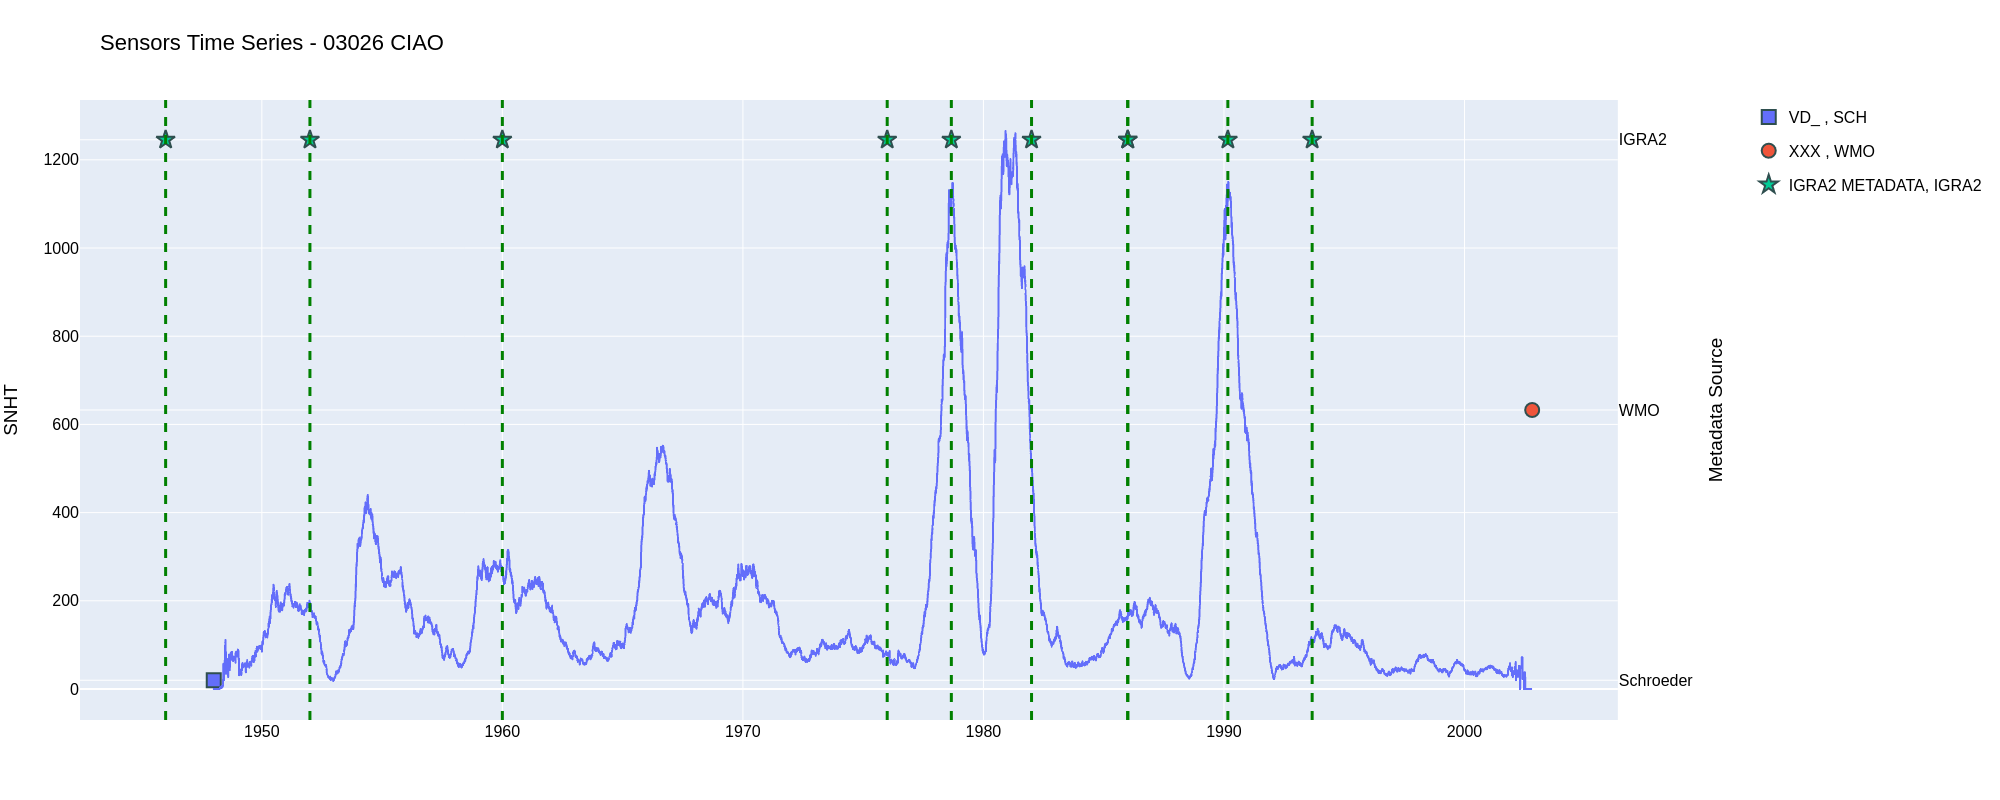 Sensors Time Series - 03026 CIAO
VD_ , SCH
XXX , WMO
IGRA2 METADATA, IGRA2
SNHT
1200
1000
800
600
400
200
0
1950
1960
1970
1980
1990
2000
IGRA2
WMO
Schroeder
Metadata Source